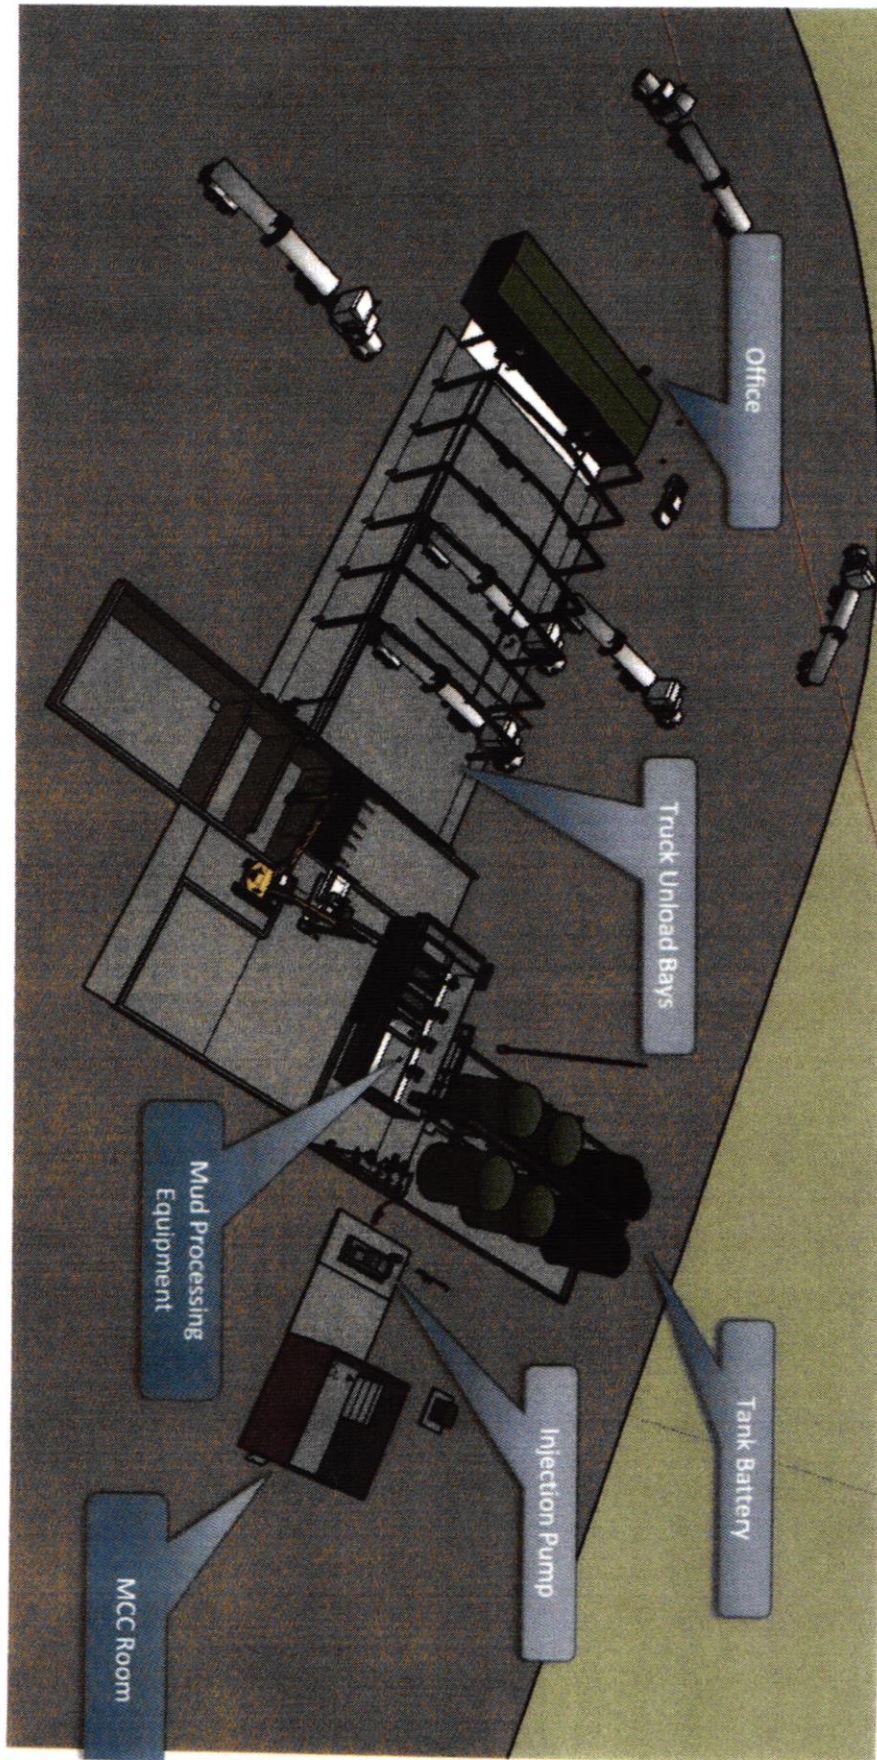 Office
Truck Unload Bays
Tank Battery
Injection Pump
Mud Processing
Equipment
MCC Room